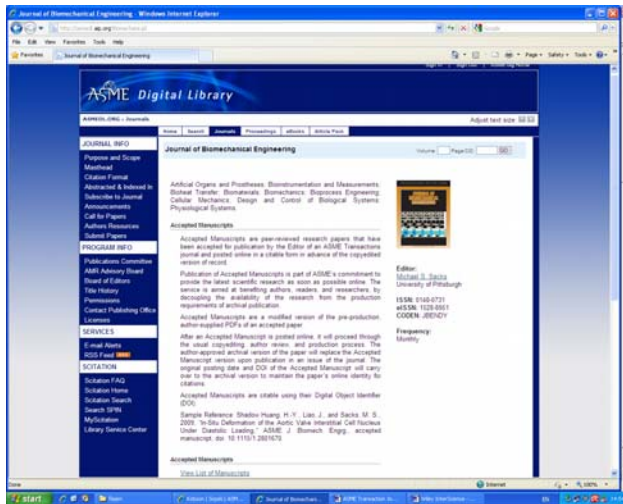 Journal of Biomechanical Engineering - Windows Internet Explorer
File Edit View Favorites Tools Help
Favorites Journal of Biomechanical Engineering
Page Safety Tools
ASME Digital Library
ASMEDL.ORG > Journals
Adjust text size
Home Search Journals Proceedings eBooks Article Pack
JOURNAL INFO
Purpose and Scope
Masthead
Citation Format
Abstracted & Indexed In
Subscribe to Journal
Announcements
Call for Papers
Authors Resources
Submit Papers
PROGRAM INFO
Publications Committee
AMR Advisory Board
Board of Editors
Title History
Permissions
Contact Publishing Office
Licenses
SERVICES
E-mail Alerts
RSS Feed
SCITATION
Scitation FAQ
Scitation Home
Scitation Search
Search SPIN
MyScitation
Library Service Center
Journal of Biomechanical Engineering
Volume Page/CID GO
Artificial Organs and Prostheses; Bioinstrumentation and Measurements;
Bioheat Transfer; Biomaterials; Biomechanics; Bioprocess Engineering;
Cellular Mechanics; Design and Control of Biological Systems;
Physiological Systems.
Accepted Manuscripts
Accepted Manuscripts are peer-reviewed research papers that have
been accepted for publication by the Editor of an ASME Transactions
journal and posted online in a citable form in advance of the copyedited
version of record.
Publication of Accepted Manuscripts is part of ASME's commitment to
provide the latest scientific research as soon as possible online. The
service is aimed at benefiting authors, readers, and researchers, by
decoupling the availability of the research from the production
requirements of archival publication.
Accepted Manuscripts are a modified version of the pre-production,
author-supplied PDFs of an accepted paper.
After an Accepted Manuscript is posted online, it will proceed through
the usual copyediting, author review, and production process. The
author-approved archival version of the paper will replace the Accepted
Manuscript version upon publication in an issue of the journal. The
original posting date and DOI of the Accepted Manuscript will carry
over to the archival version to maintain the paper's online identity for
citations.
Accepted Manuscripts are citable using their Digital Object Identifier
(DOI).
Sample Reference: Shadow Huang, H.-Y., Liao, J., and Sacks, M. S.,
2009, "In-Situ Deformation of the Aortic Valve Interstitial Cell Nucleus
Under Diastolic Loading," ASME J. Biomech. Engrg., accepted
manuscript, doi: 10.1115/1.2801670.
Accepted Manuscripts
View List of Manuscripts
Editor:
Michael S. Sacks
University of Pittsburgh
ISSN: 0148-0731
eISSN: 1528-8951
CODEN: JBENDY
Frequency:
Monthly
Done
Internet
100%
start
EN